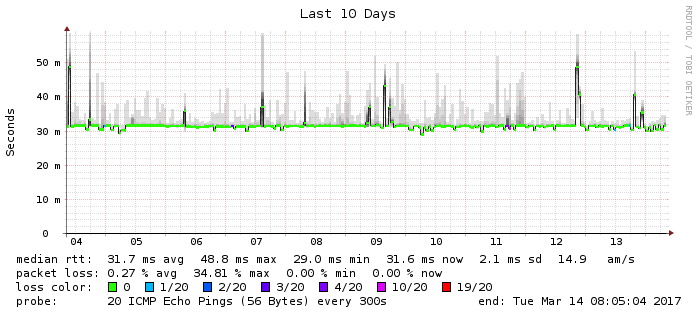 Last 10 Days
RRDTOOL / TOBI OETIKER
Seconds
50 m
40 m
30 m
20 m
10 m
0
04 05 06 07 08 09 10 11 12 13
median rtt: 31.7 ms avg 48.8 ms max 29.0 ms min 31.6 ms now 2.1 ms sd 14.9 am/s
packet loss: 0.27 % avg 34.81 % max 0.00 % min 0.00 % now
loss color: 0 1/20 2/20 3/20 4/20 10/20 19/20
probe: 20 ICMP Echo Pings (56 Bytes) every 300s end: Tue Mar 14 08:05:04 2017